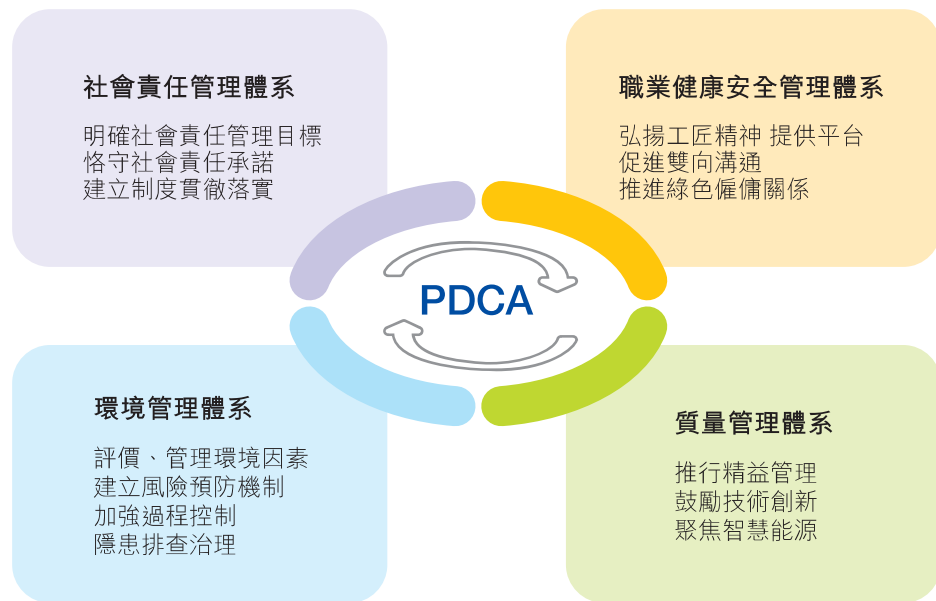 社會責任管理體系
明確社會責任管理目標
恪守社會責任承諾
建立制度貫徹落實
職業健康安全管理體系
弘揚工匠精神 提供平台
促進雙向溝通
推進綠色僱傭關係
PDCA
環境管理體系
評價、管理環境因素
建立風險預防機制
加強過程控制
隱患排查治理
質量管理體系
推行精益管理
鼓勵技術創新
聚焦智慧能源